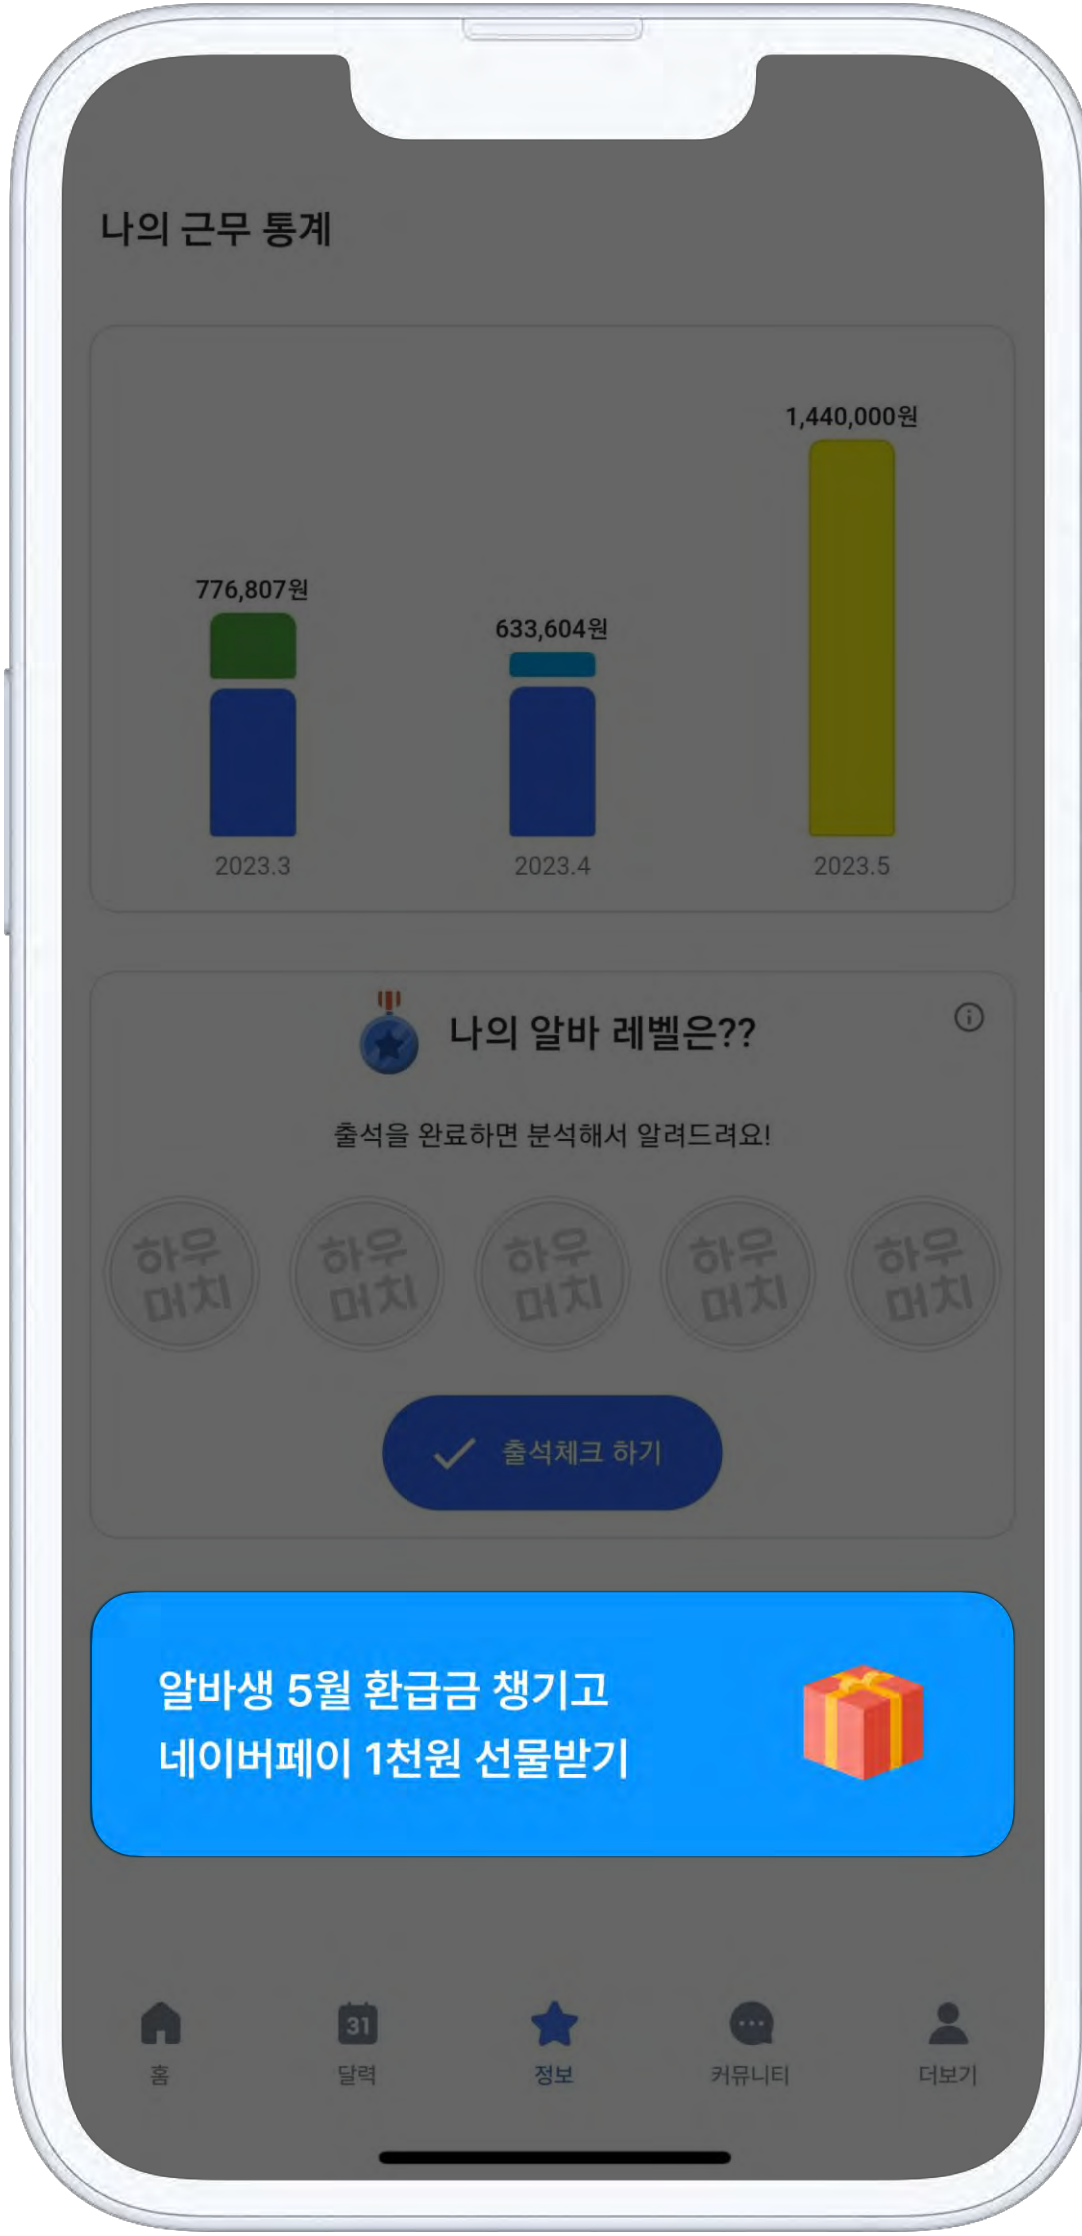 나의 근무 통계
1,440,000원
776,807원
633,604원
2023.3
2023.4
2023.5
나의 알바 레벨은??
출석을 완료하면 분석해서 알려드려요!
하우 하우 하우 하우 하우
머치 머치 머치 머치 머치
출석체크 하기
알바생 5월 환급금 챙기고
네이버페이 1천원 선물받기
31
홈 달력 정보 커뮤니티 더보기